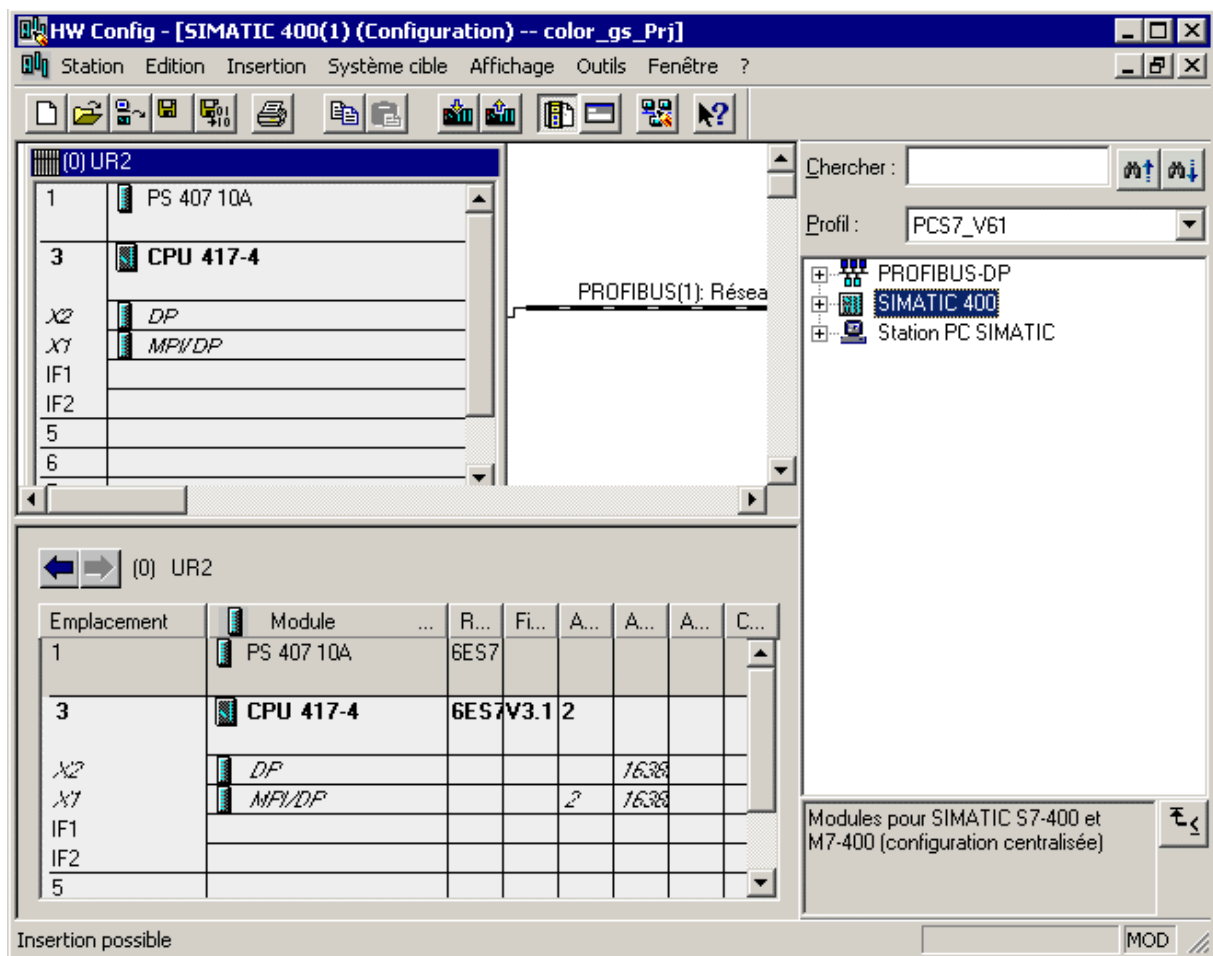 HW Config - [SIMATIC 400(1) (Configuration) -- color_gs_Prj]
Station Edition Insertion Système cible Affichage Outils Fenêtre ?
(0) UR2
1 PS 407 10A
3 CPU 417-4
X2 DP
X1 MPI/DP
IF1
IF2
5
6
PROFIBUS(1): Résea
Chercher :
Profil : PCS7_V61
PROFIBUS-DP
SIMATIC 400
Station PC SIMATIC
Modules pour SIMATIC S7-400 et
M7-400 (configuration centralisée)
(0) UR2
Emplacement Module ... R... Fi... A... A... A... C...
1 PS 407 10A 6ES7
3 CPU 417-4 6ES7 V3.1 2
X2 DP 1638
X1 MPI/DP 2 1638
IF1
IF2
5
Insertion possible
MOD